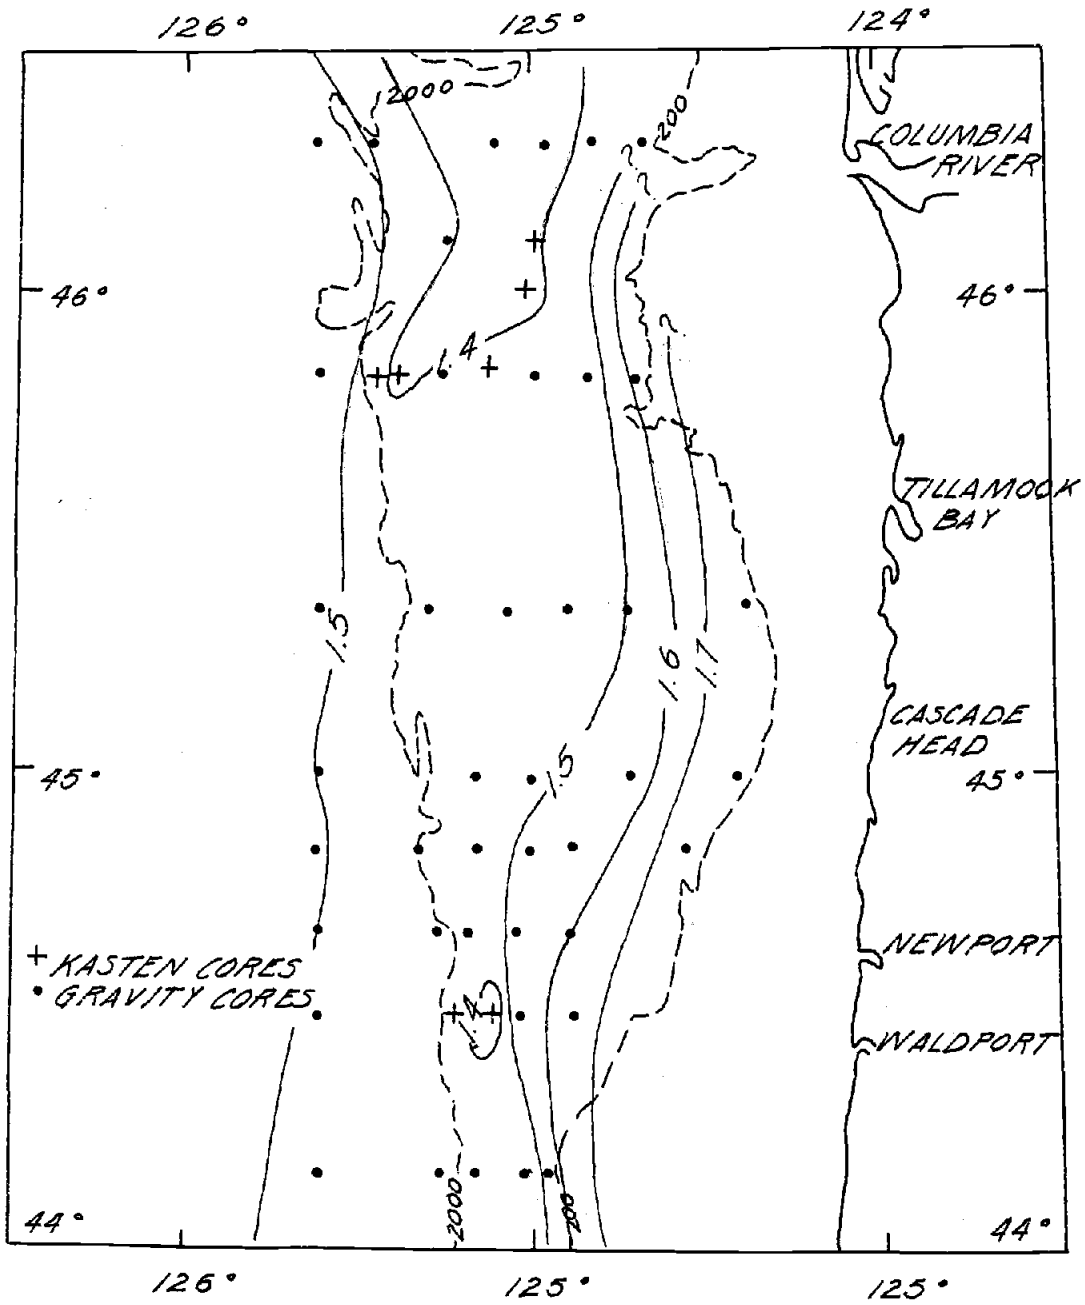 126° 125° 124°
2000
200
COLUMBIA
RIVER
?
?
46° 46°
?
1.4
TILLAMOOK
BAY
1.5
1.6
1.7
CASCADE
HEAD
1.5
45° 45°
NEWPORT
+ KASTEN CORES
• GRAVITY CORES
1.4
WALDPORT
2000
200
44° 44°
126° 125° 125°